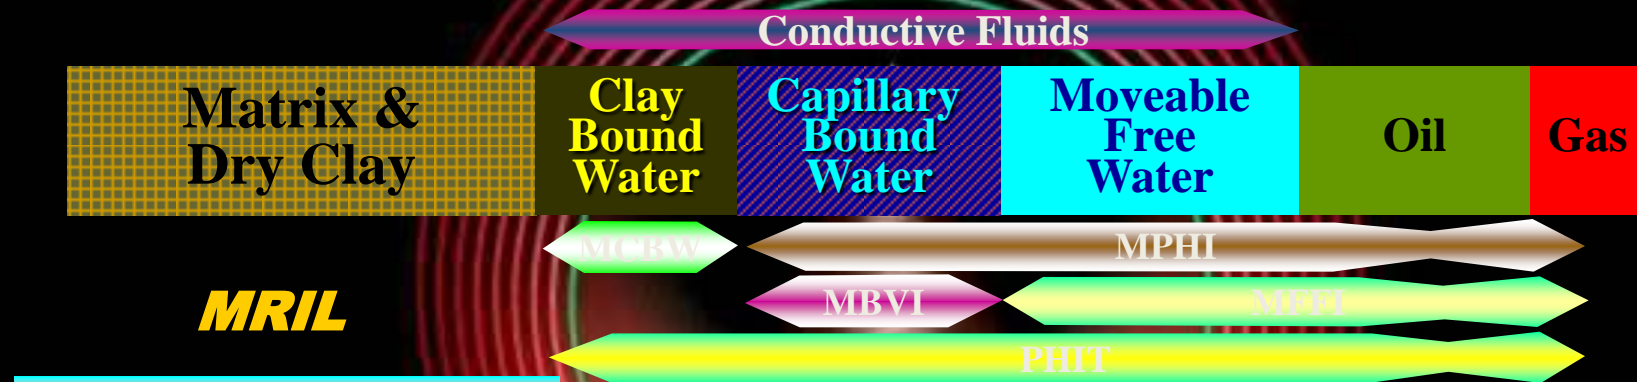 Conductive Fluids
Matrix &
Dry Clay
Clay
Bound
Water
Capillary
Bound
Water
Moveable
Free
Water
Oil
Gas
MCBW
MPHI
MRIL
MBVI
MFFI
PHIT